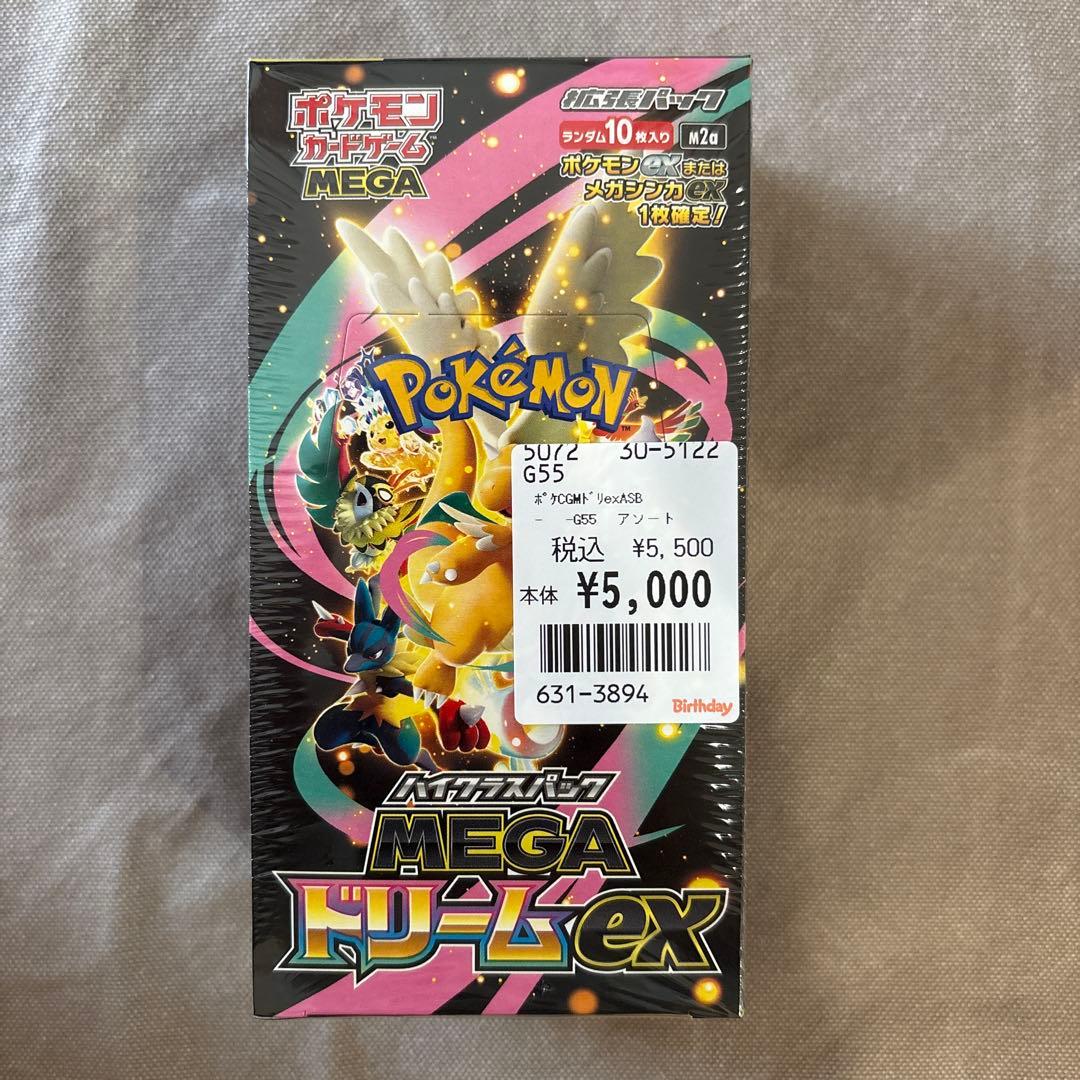 ポケモン
カードゲーム
MEGA
拡張パック
ランダム10枚入り M2a
ポケモンexまたは
メガシンカex
1枚確定!
POKÉMON
5072 30-5122
G55
ポケCGMドリexASB
- -G55 アソート
税込 ¥5,500
本体 ¥5,000
631-3894
Birthday
ハイクラスパック
MEGA
ドリームex